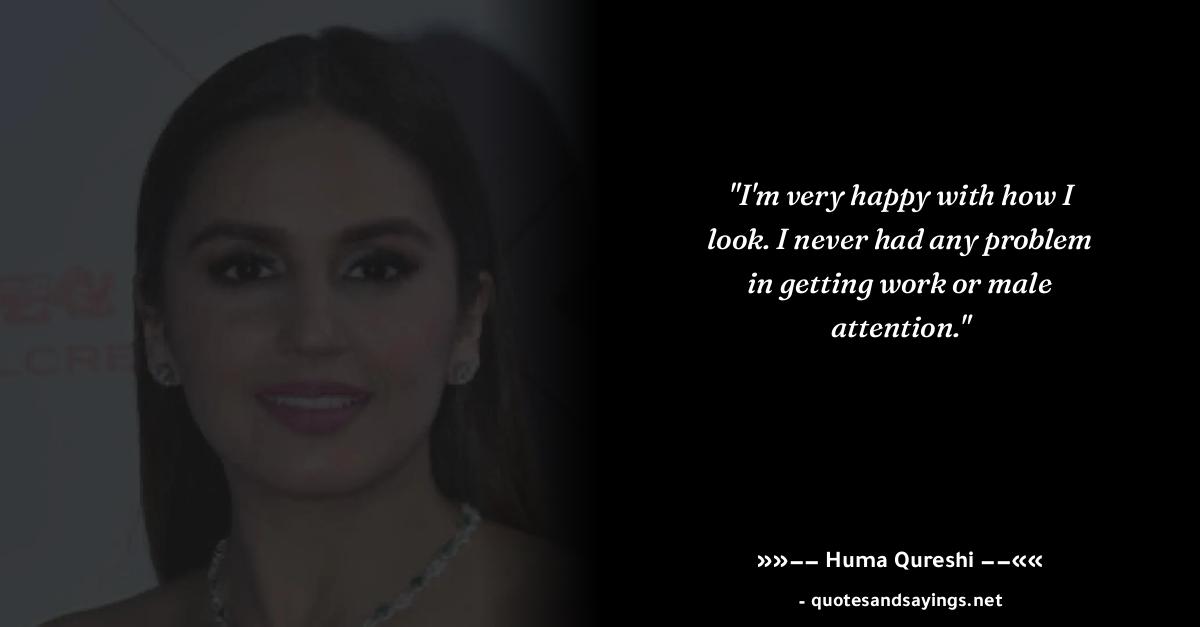 "I'm very happy with how I
look. I never had any problem
in getting work or male
attention."
»»–– Huma Qureshi ––««
- quotesandsayings.net